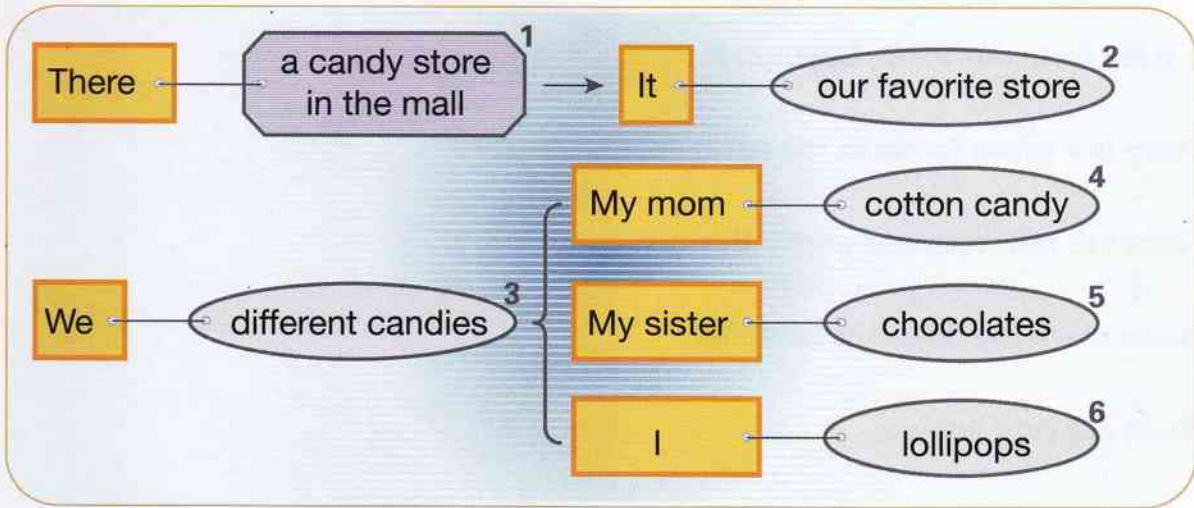 There
a candy store
in the mall
1
It
our favorite store
2
We
different candies
3
My mom
cotton candy
4
My sister
chocolates
5
I
lollipops
6